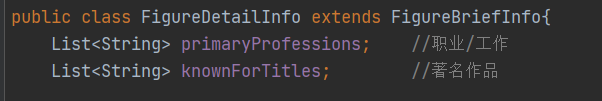 public class FigureDetailInfo extends FigureBriefInfo{
List<String> primaryProfessions; //职业/工作
List<String> knownForTitles; //著名作品